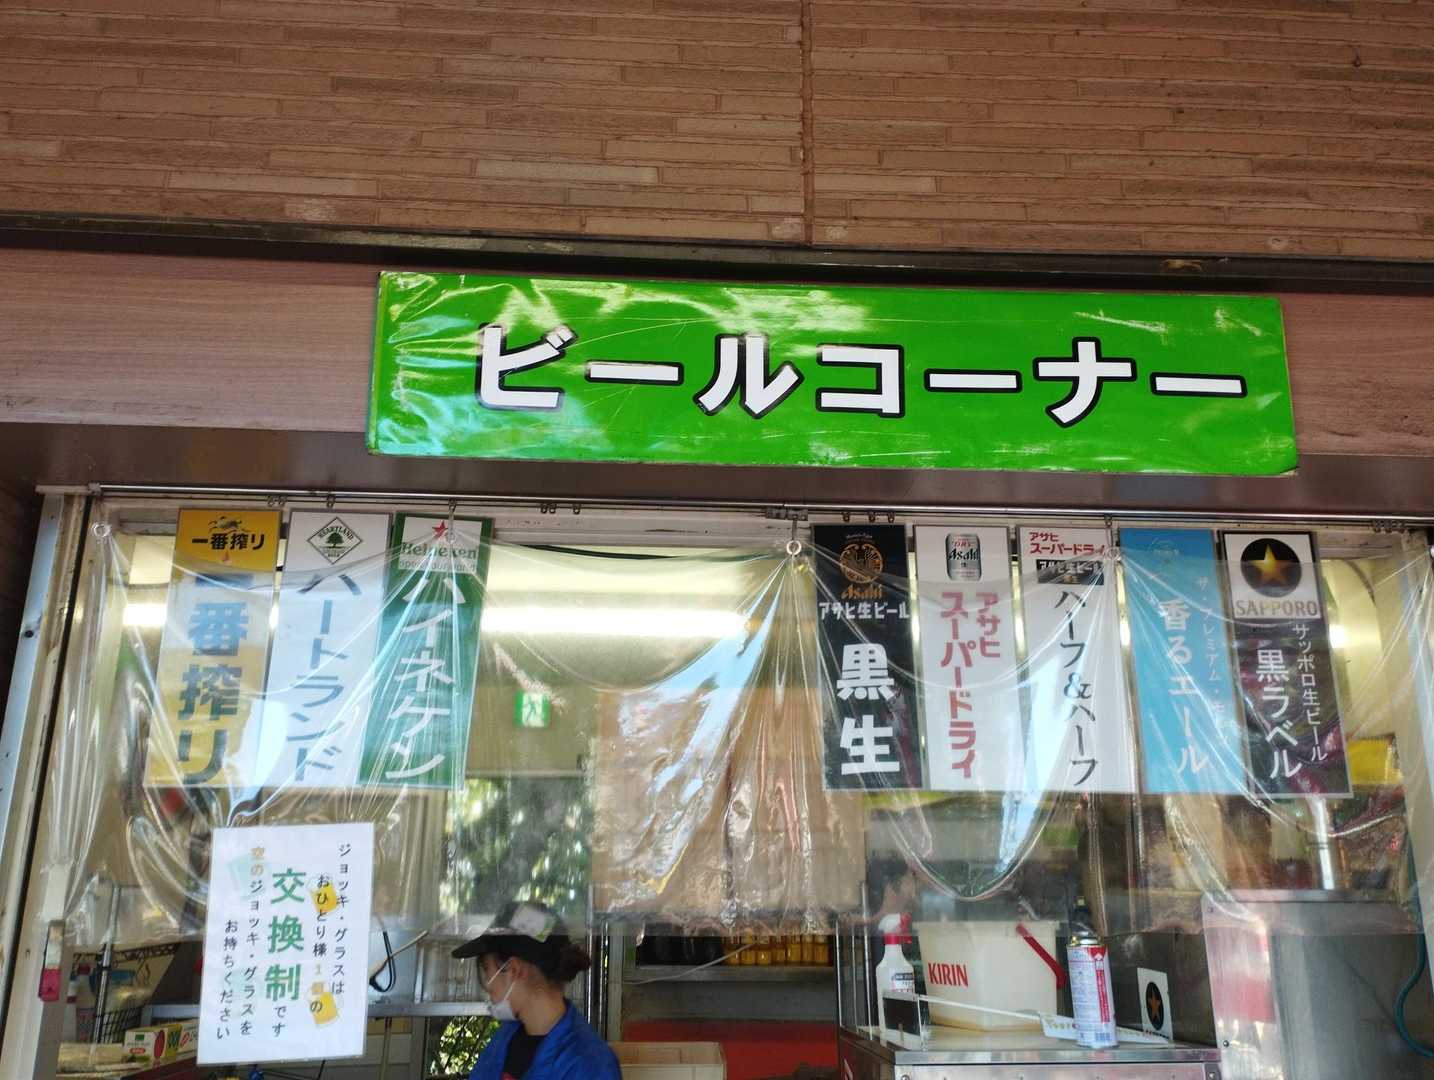 ビールコーナー
一番搾り
一番搾り
HEARTLAND
ハートランド
Heineken
ハイネケン
Asahi
アサヒ生ビール
黒生
Asahi
アサヒ
スーパードライ
アサヒ
スーパードライ
アサヒ生ビール
ハーフ&ハーフ
ザ・プレミアム・モ
香るエール
SAPPORO
サッポロ生ビール
黒ラベル
ジョッキ・グラスは
おひとり様1個の
交換制です
空のジョッキ・グラスを
お持ちください
KIRIN